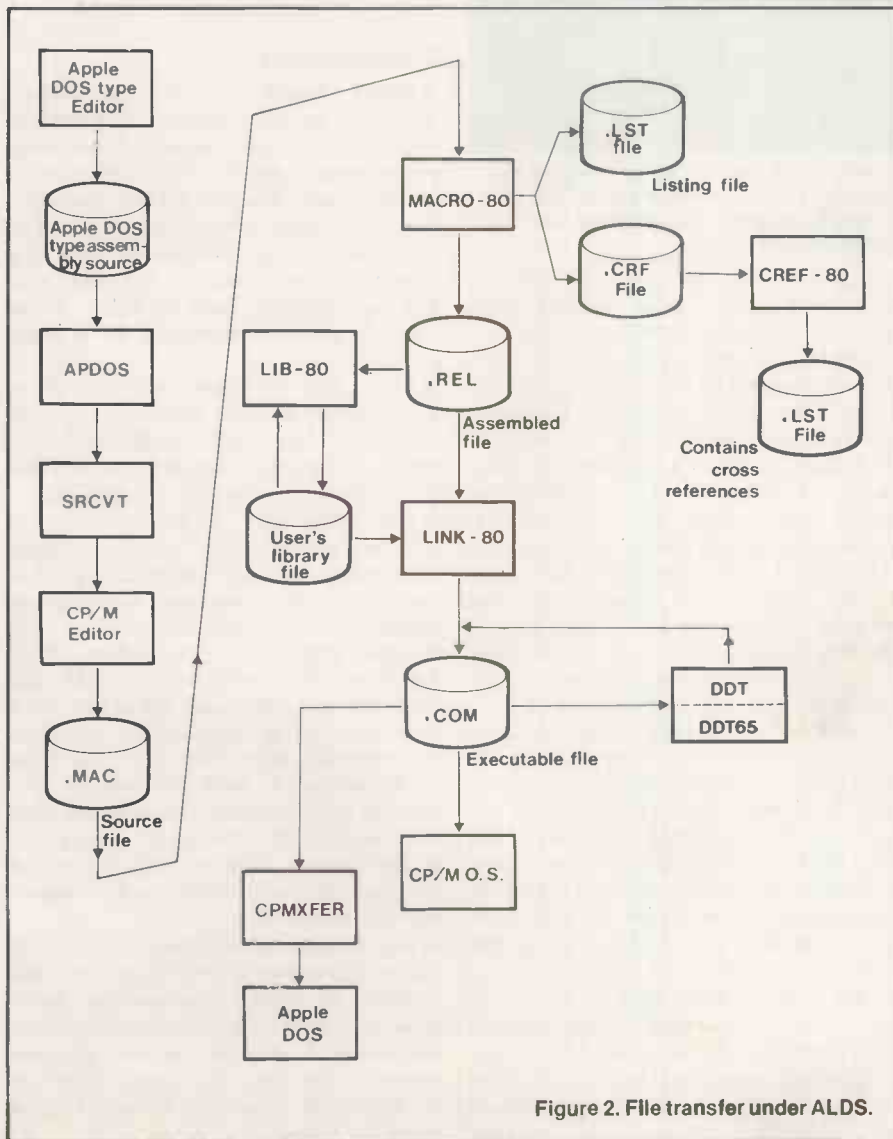 Apple
DOS type
Editor
Apple DOS
type assem-
bly source
APDOS
SRCVT
CP/M
Editor
.MAC
Source
file
MACRO-80
.LST
file
Listing file
.CRF
File
CREF-80
.LST
File
Contains
cross
references
LIB-80
.REL
Assembled
file
User's
library
file
LINK-80
.COM
Executable file
DDT
DDT65
CPMXFER
CP/M O.S.
Apple
DOS
Figure 2. File transfer under ALDS.